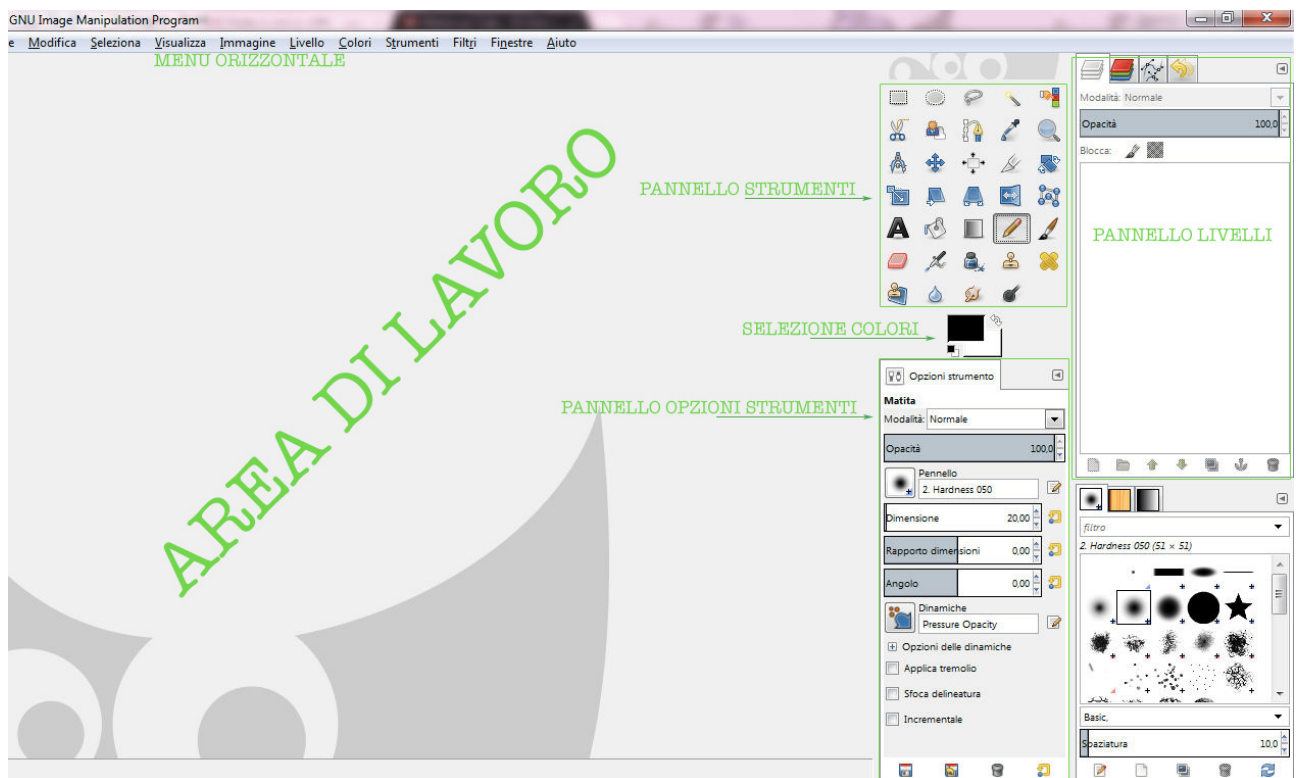 GNU Image Manipulation Program
e Modifica Seleziona Visualizza Immagine Livello Colori Strumenti Filtri Finestre Aiuto
MENU ORIZZONTALE
AREA DI LAVORO
PANNELLO STRUMENTI
SELEZIONE COLORI
PANNELLO OPZIONI STRUMENTI
Opzioni strumento
Matita
Modalità: Normale
Opacità 100,0
Pennello
2. Hardness 050
Dimensione 20,00
Rapporto dimensioni 0,00
Angolo 0,00
Dinamiche
Pressure Opacity
Opzioni delle dinamiche
Applica tremolio
Sfoca delineatura
Incrementale
Modalità: Normale
Opacità 100,0
Blocca:
PANNELLO LIVELLI
filtro
2. Hardness 050 (51 × 51)
Basic,
Spaziatura 10,0